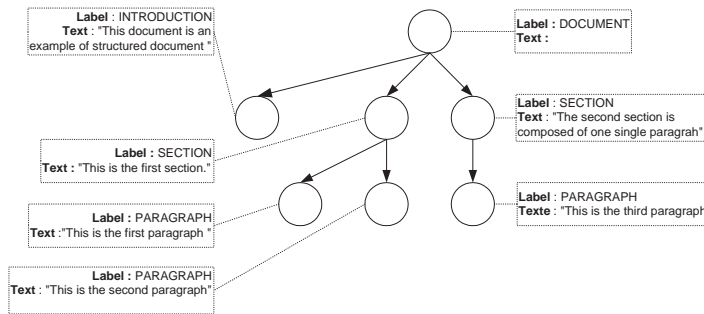 Label : INTRODUCTION
Text : "This document is an
example of structured document "
Label : DOCUMENT
Text :
Label : SECTION
Text : "The second section is
composed of one single paragrah"
Label : SECTION
Text : "This is the first section."
Label : PARAGRAPH
Text :"This is the first paragraph "
Label : PARAGRAPH
Texte : "This is the third paragraph
Label : PARAGRAPH
Text : "This is the second paragraph"